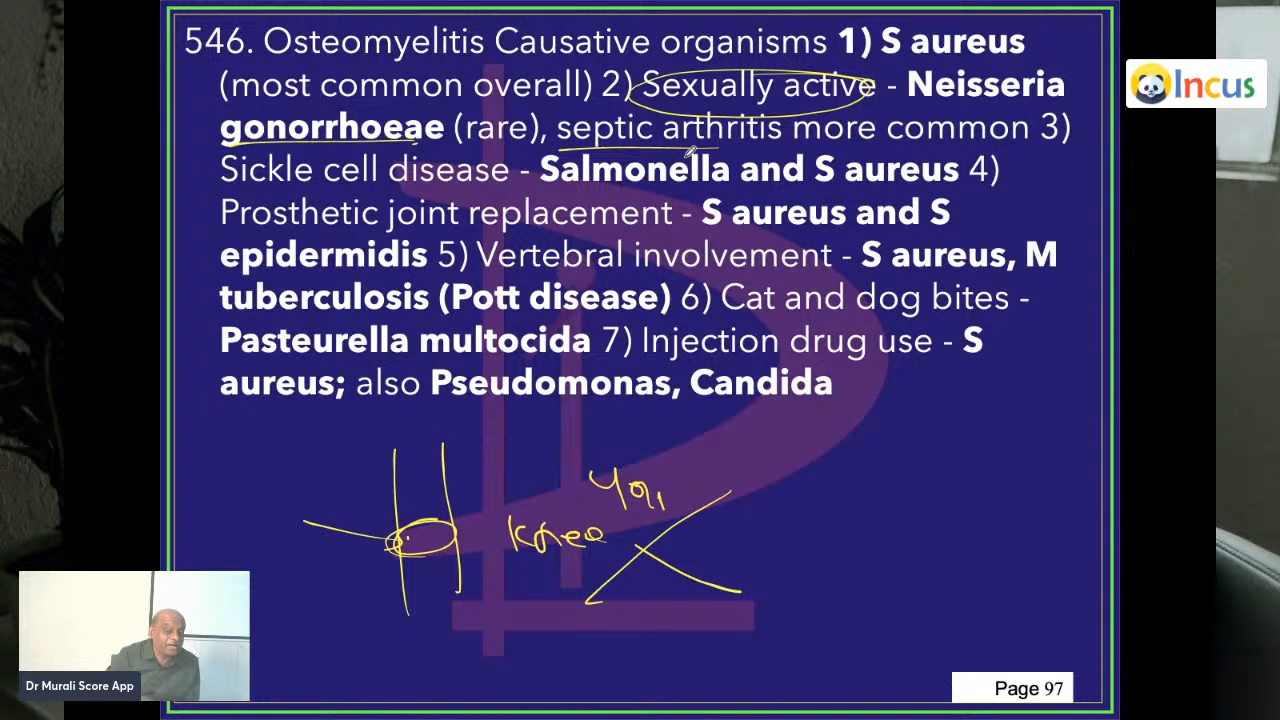 546. Osteomyelitis Causative organisms 1) S aureus
(most common overall) 2) Sexually active - Neisseria
gonorrhoeae (rare), septic arthritis more common 3)
Sickle cell disease - Salmonella and S aureus 4)
Prosthetic joint replacement - S aureus and S
epidermidis 5) Vertebral involvement - S aureus, M
tuberculosis (Pott disease) 6) Cat and dog bites -
Pasteurella multocida 7) Injection drug use - S
aureus; also Pseudomonas, Candida
Incus
Knee
Dr Murali Score App
Page 97